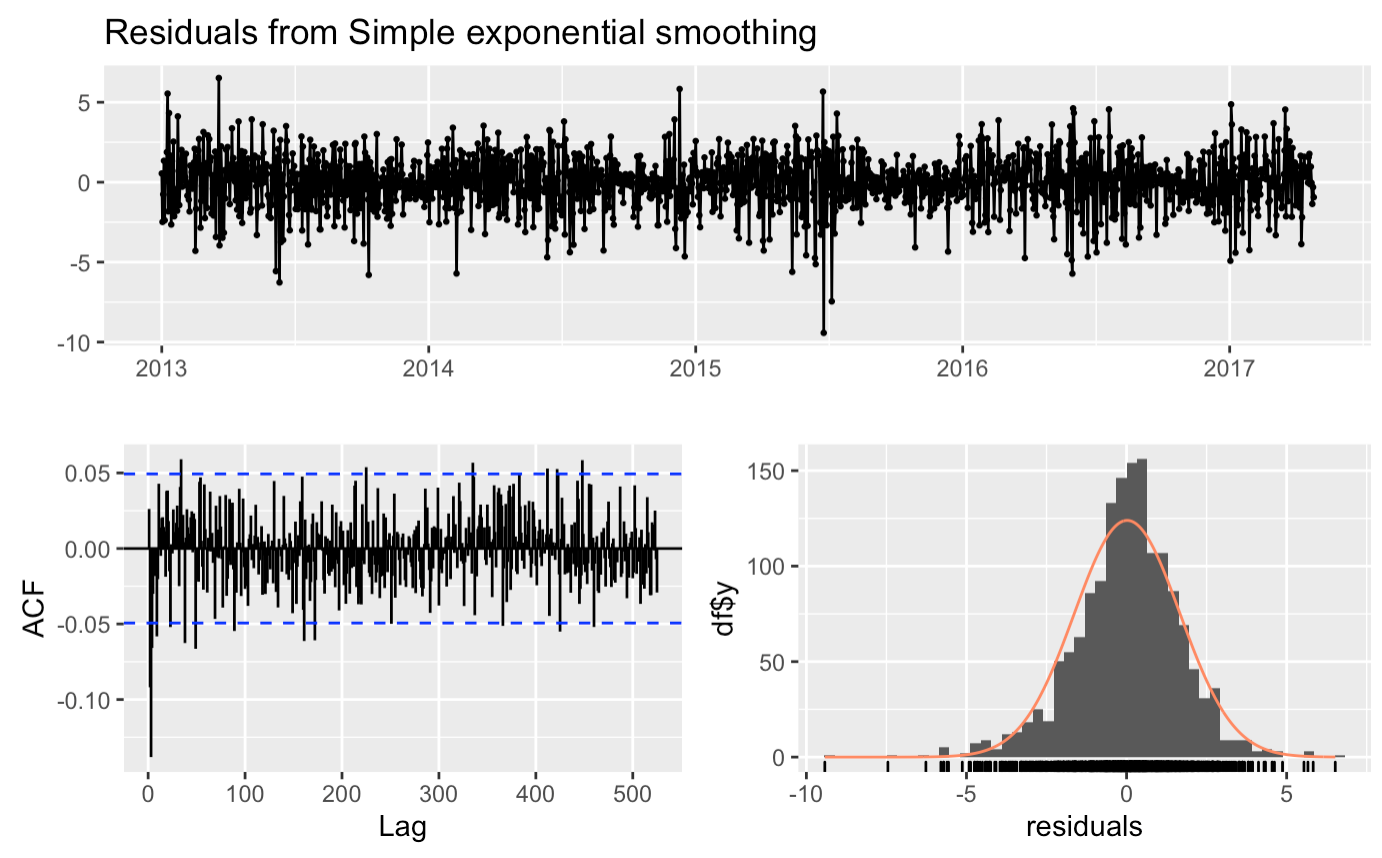 Residuals from Simple exponential smoothing
5
0
-5
-10
2013 2014 2015 2016 2017
ACF
0.05
0.00
-0.05
-0.10
0 100 200 300 400 500
Lag
df$y
150
100
50
0
-10 -5 0 5
residuals